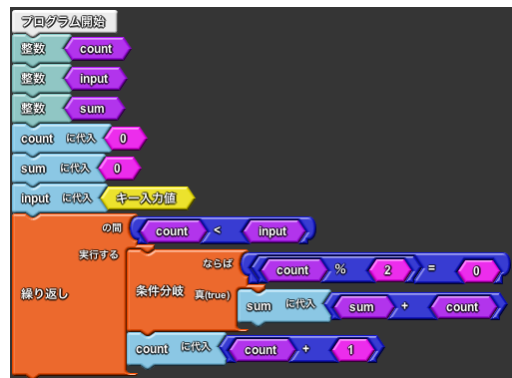 プログラム開始
整数 count
整数 input
整数 sum
count に代入 0
sum に代入 0
input に代入 キー入力値
の間 count < input
実行する
ならば count % 2 = 0
繰り返し 条件分岐 真(true) sum に代入 sum + count
count に代入 count + 1